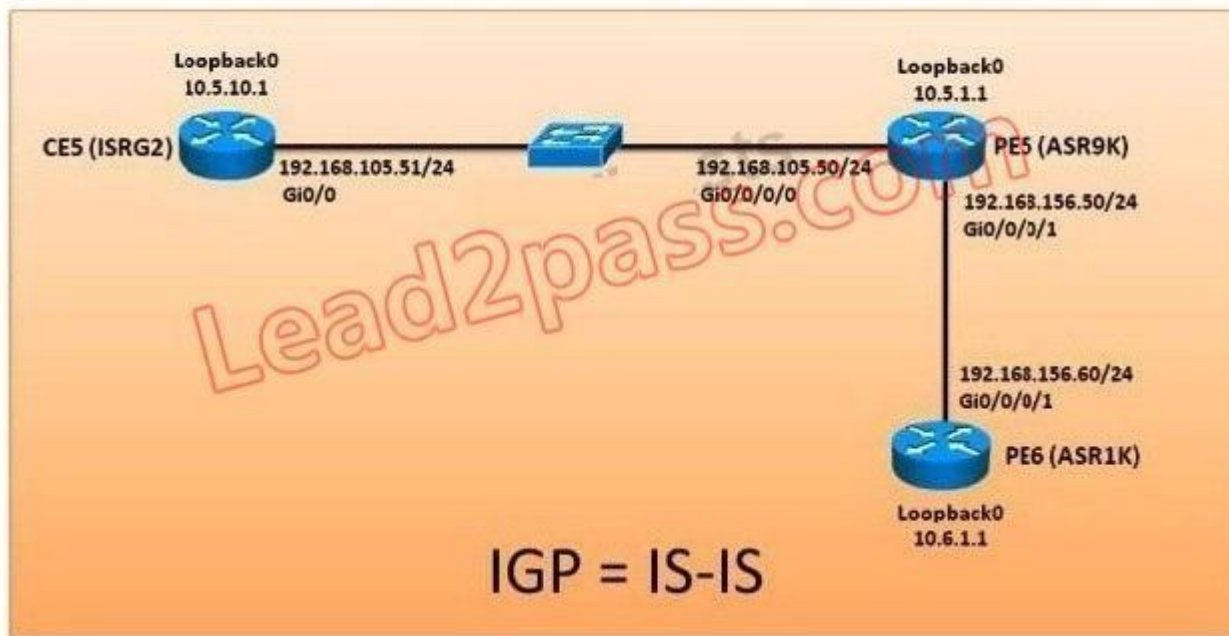 Loopback0
10.5.10.1
CE5 (ISRG2)
192.168.105.51/24
Gi0/0
Loopback0
10.5.1.1
PE5 (ASR9K)
192.168.105.50/24
Gi0/0/0/0
192.168.156.50/24
Gi0/0/0/1
Lead2pass.com
192.168.156.60/24
Gi0/0/0/1
PE6 (ASR1K)
Loopback0
10.6.1.1
IGP = IS-IS